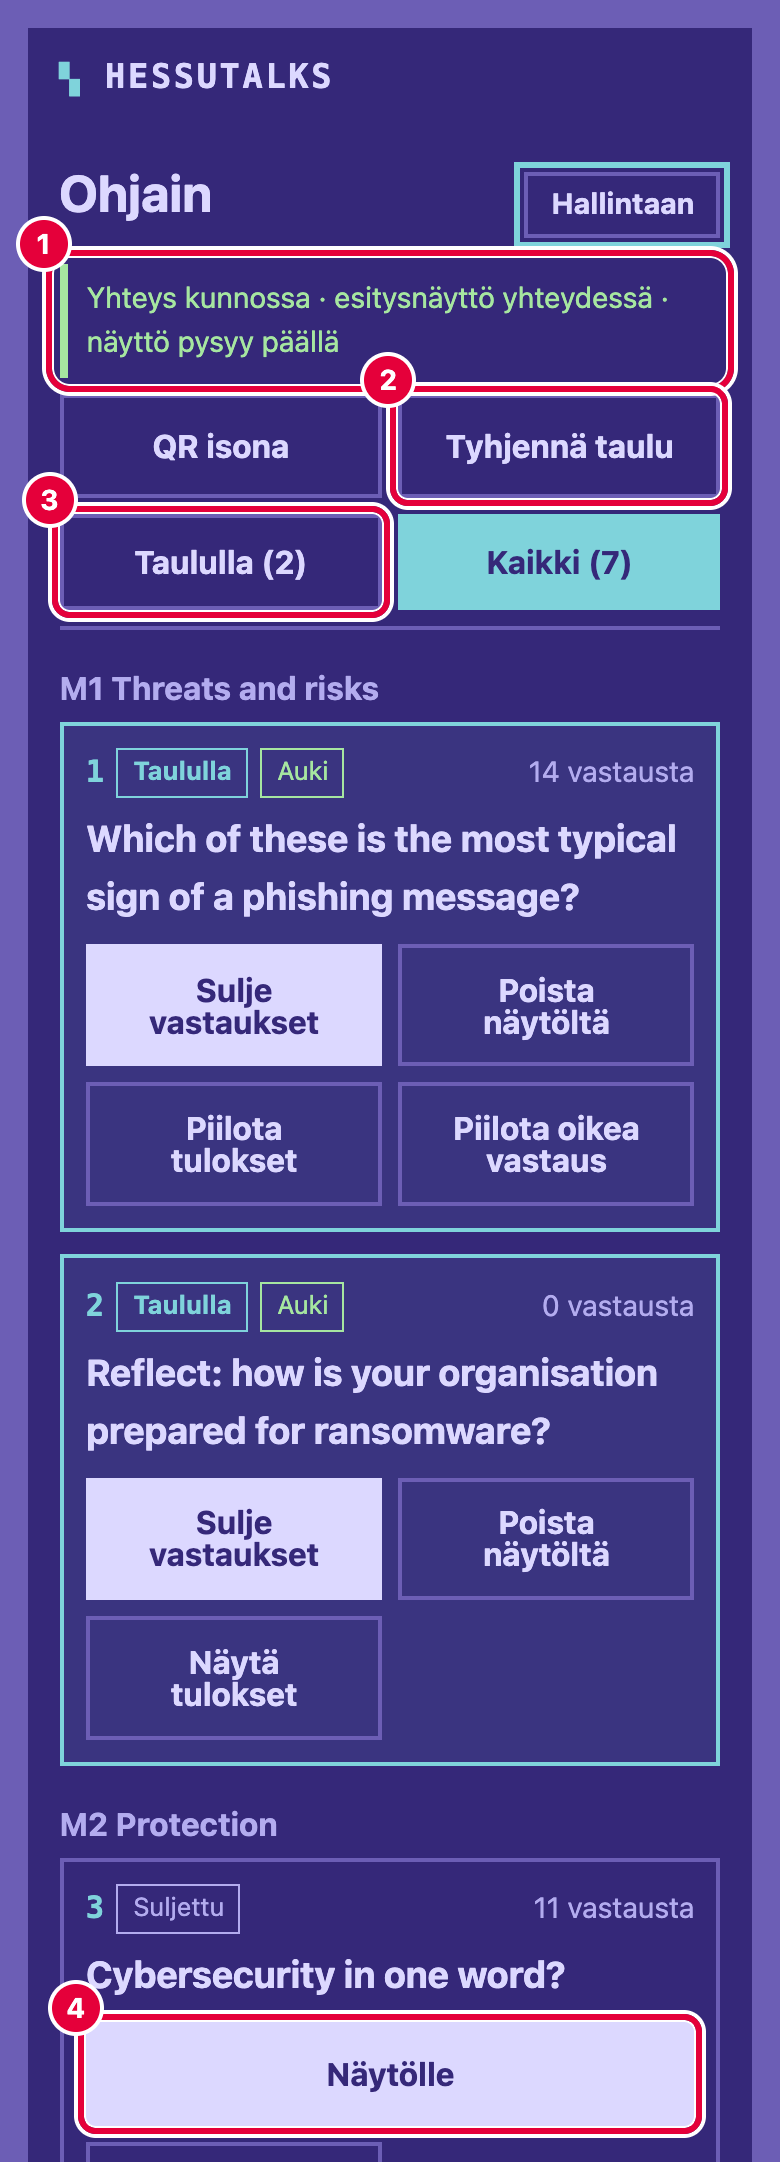 HESSUTALKS
Ohjain
Hallintaan
1
Yhteys kunnossa · esitysnäyttö yhteydessä ·
näyttö pysyy päällä
2
QR isona
Tyhjennä taulu
3
Taululla (2)
Kaikki (7)
M1 Threats and risks
1 Taululla Auki 14 vastausta
Which of these is the most typical
sign of a phishing message?
Sulje
vastaukset
Poista
näytöltä
Piilota
tulokset
Piilota oikea
vastaus
2 Taululla Auki 0 vastausta
Reflect: how is your organisation
prepared for ransomware?
Sulje
vastaukset
Poista
näytöltä
Näytä
tulokset
M2 Protection
3 Suljettu 11 vastausta
Cybersecurity in one word?
4
Näytölle